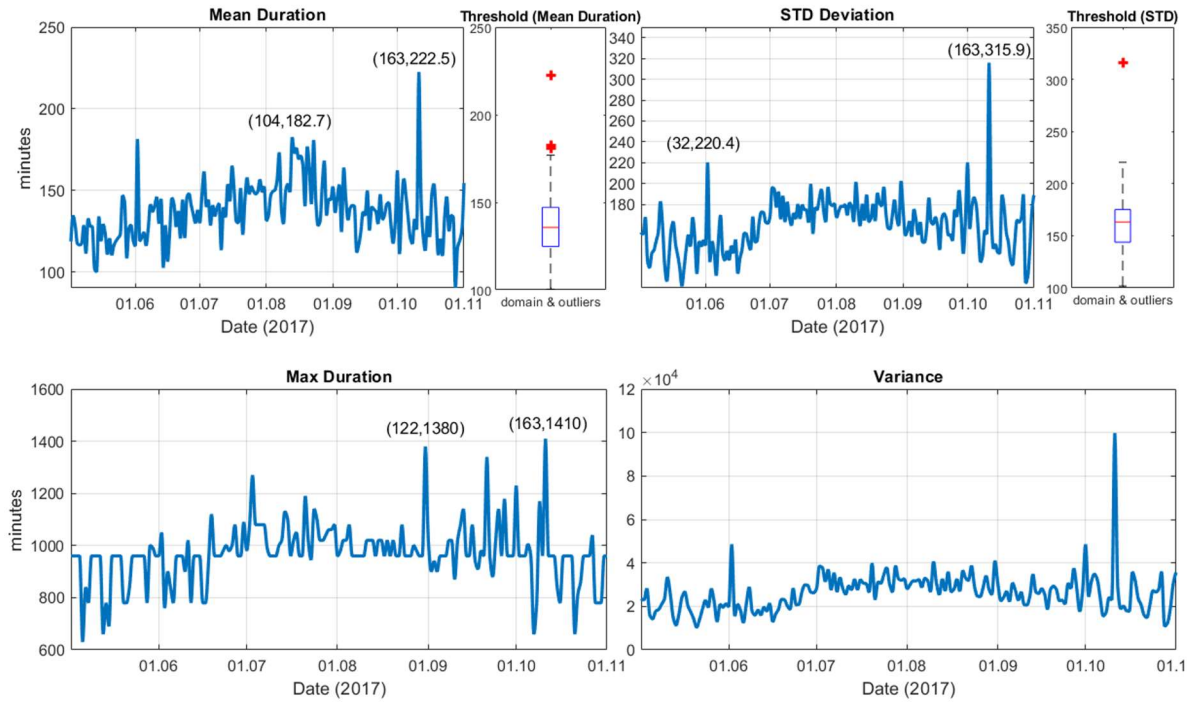 Mean Duration
Threshold (Mean Duration)
STD Deviation
Threshold (STD)
250
200
150
100
minutes
(104,182.7)
(163,222.5)
01.06 01.07 01.08 01.09 01.10 01.11
Date (2017)
250
200
150
100
domain & outliers
340
320
300
280
260
240
220
200
180
(32,220.4)
(163,315.9)
01.06 01.07 01.08 01.09 01.10 01.11
Date (2017)
350
300
250
200
150
100
domain & outliers
Max Duration
1600
1400
1200
1000
800
600
minutes
(122,1380)
(163,1410)
01.06 01.07 01.08 01.09 01.10 01.11
Date (2017)
Variance
×10⁴
12
10
8
6
4
2
0
01.06 01.07 01.08 01.09 01.10 01.1
Date (2017)